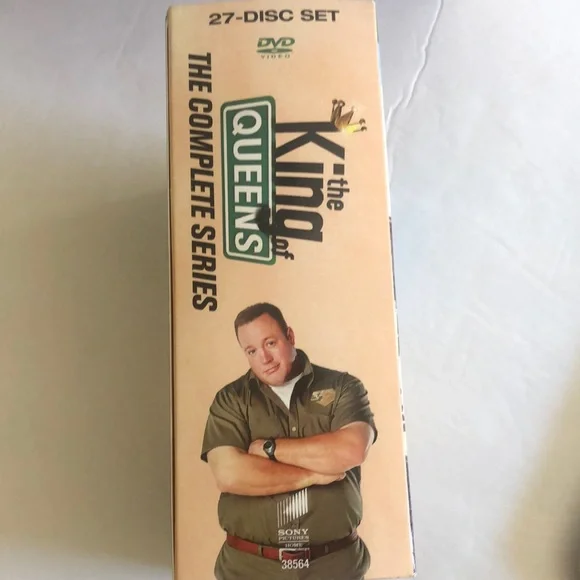 27-DISC SET
DVD
VIDEO
the
King
of
QUEENS
THE COMPLETE SERIES
SONY
PICTURES
HOME
38564